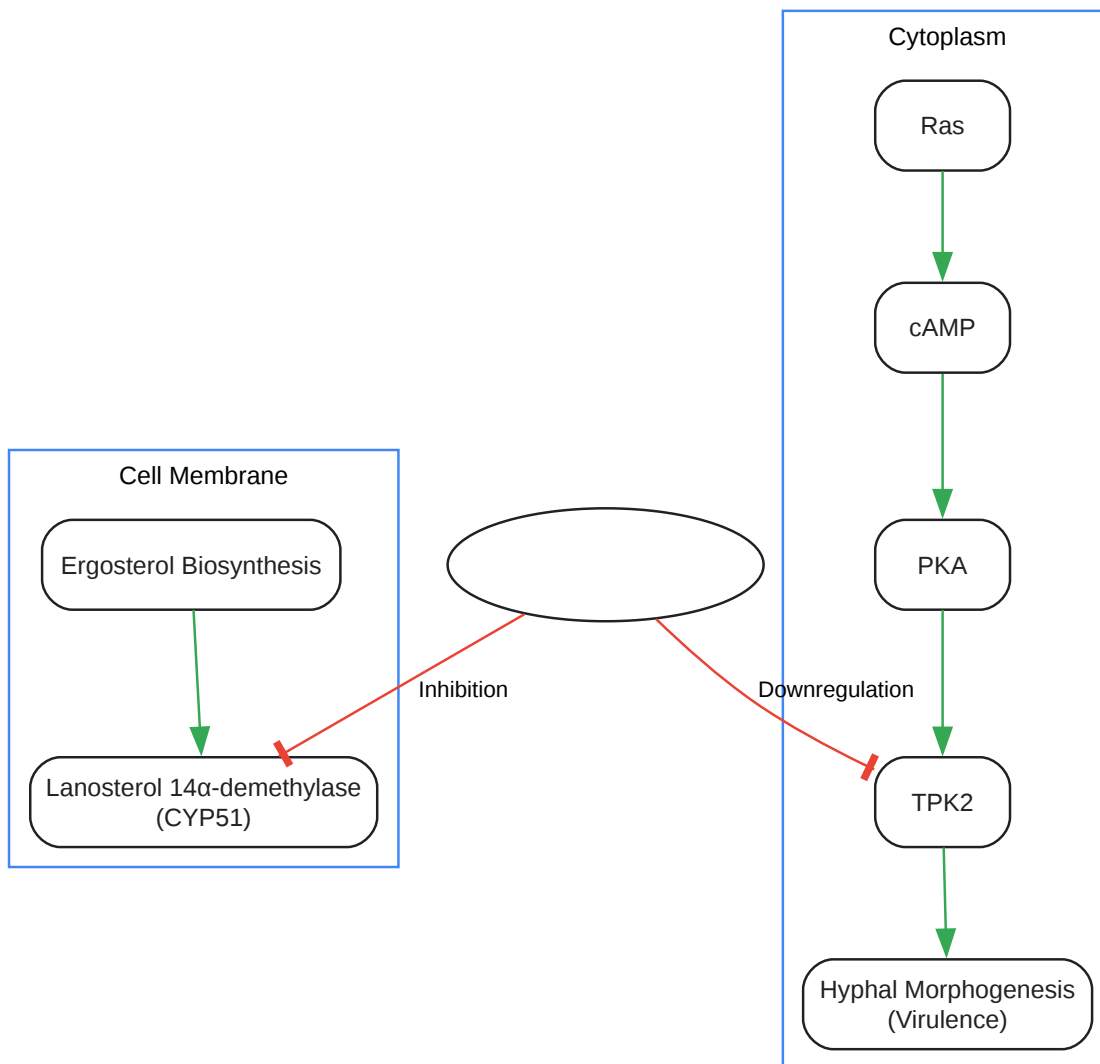 Cytoplasm
Ras
cAMP
Cell Membrane
Ergosterol Biosynthesis
PKA
Inhibition
Downregulation
Lanosterol 14α-demethylase
(CYP51)
TPK2
Hyphal Morphogenesis
(Virulence)